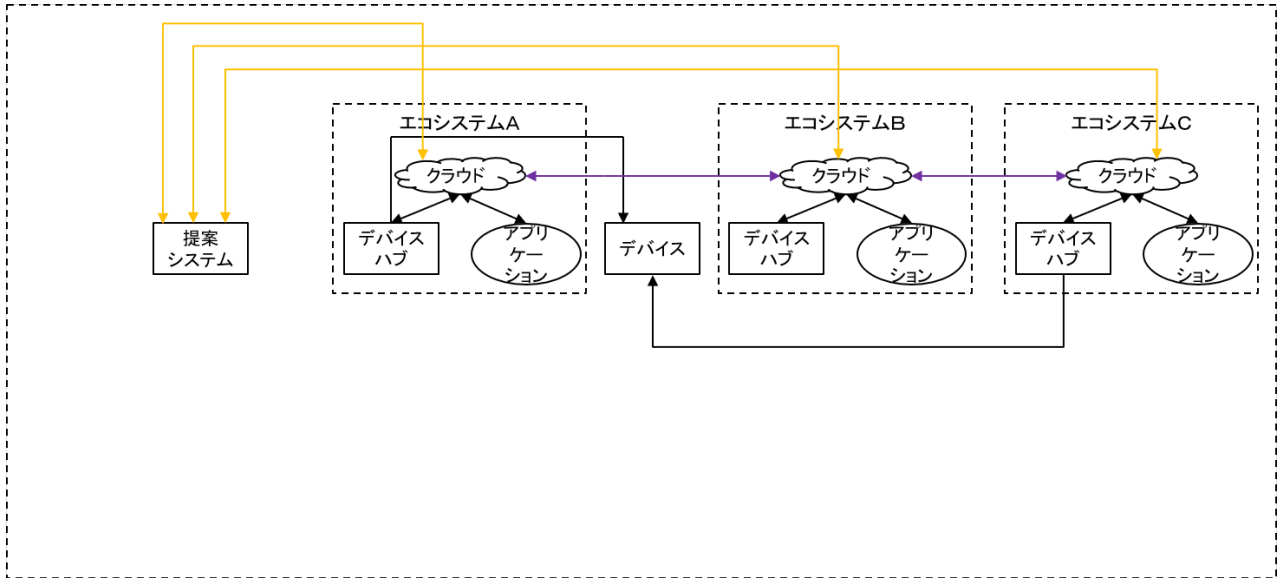 エコシステムA
エコシステムB
エコシステムC
クラウド
クラウド
クラウド
提案
システム
デバイス
ハブ
アプリ
ケー
ション
デバイス
デバイス
ハブ
アプリ
ケー
ション
デバイス
ハブ
アプリ
ケー
ション